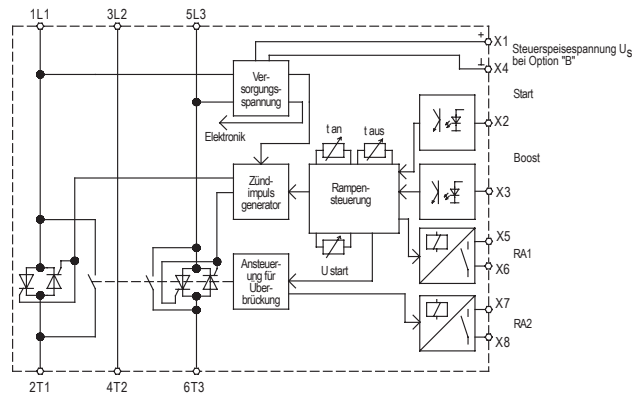 1L1 3L2 5L3
+ X1
Steuerspeisespannung US
bei Option "B"
⊥ X4
Ver-
sorgungs-
spannung
Start
X2
Elektronik
t an t aus
Boost
Zünd-
impuls
generator
Rampen-
steuerung
X3
X5
RA1
X6
U start
Ansteuer-
ung für
Über-
brückung
X7
RA2
X8
2T1 4T2 6T3